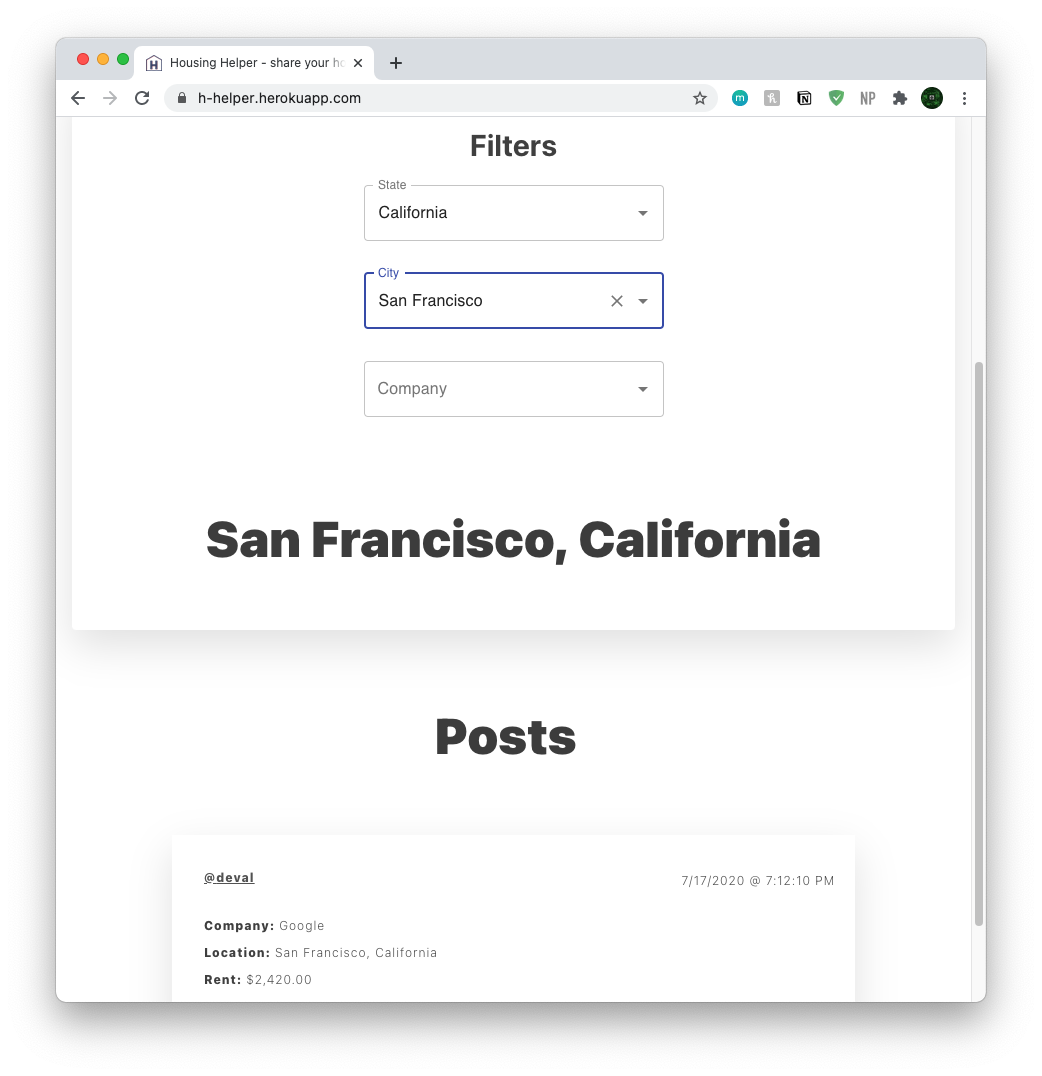 Housing Helper - share your ho
h-helper.herokuapp.com
m
NP
Filters
State
California
City
San Francisco
Company
San Francisco, California
Posts
@deval
7/17/2020 @ 7:12:10 PM
Company: Google
Location: San Francisco, California
Rent: $2,420.00